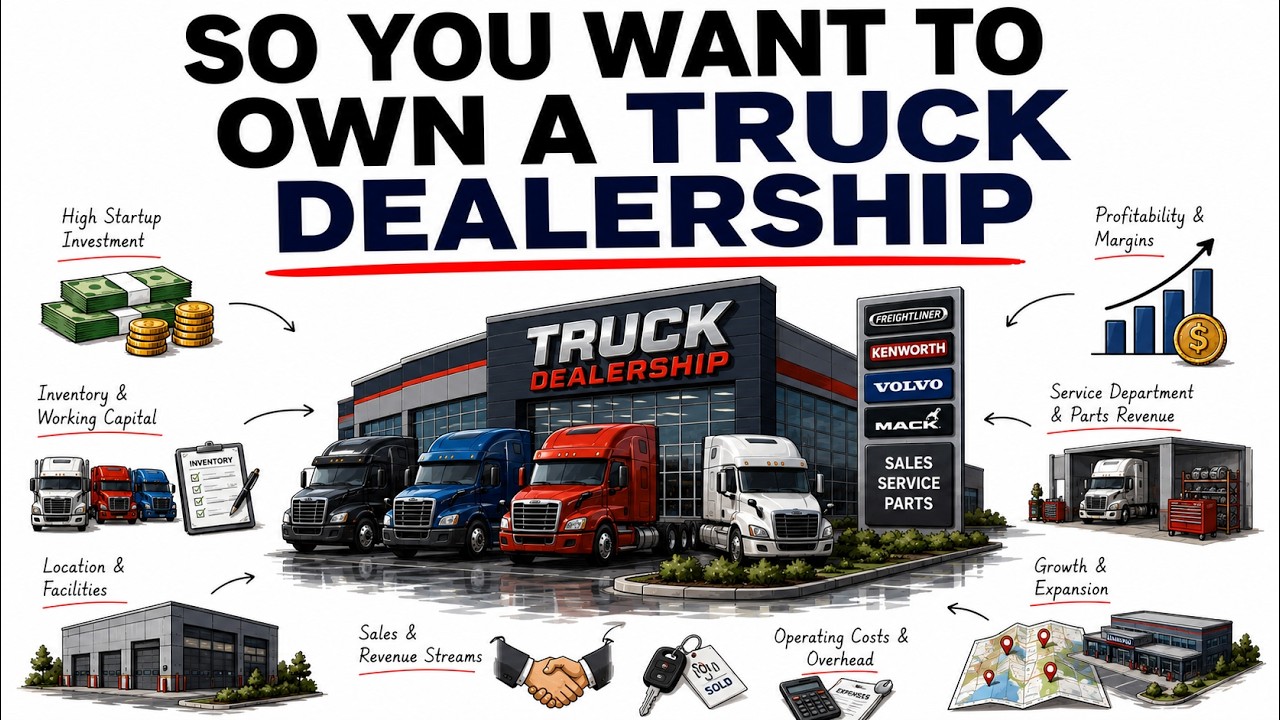 SO YOU WANT TO
OWN A TRUCK
DEALERSHIP
High Startup
Investment
Profitability &
Margins
TRUCK
DEALERSHIP
FREIGHTLINER
KENWORTH
VOLVO
MACK
SALES
SERVICE
PARTS
Inventory &
Working Capital
INVENTORY
Service Department
& Parts Revenue
Location &
Facilities
Growth &
Expansion
Sales &
Revenue Streams
SOLD
SOLD
Operating Costs &
Overhead
EXPENSES